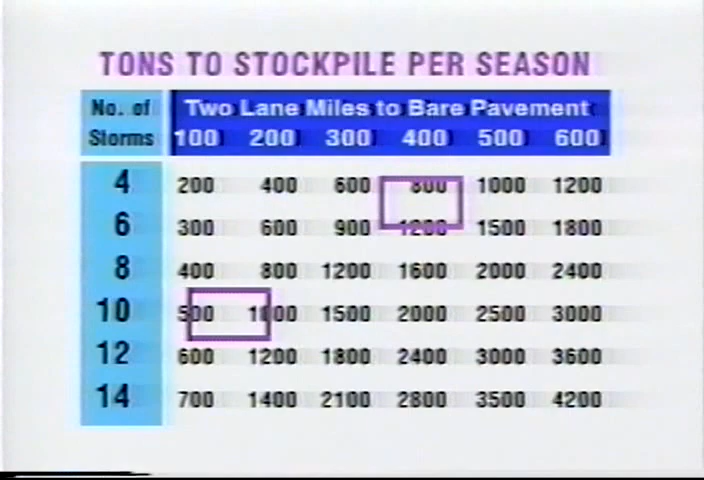 TONS TO STOCKPILE PER SEASON
No. of Two Lane Miles to Bare Pavement
Storms 100 200 300 400 500 600
4 200 400 600 800 1000 1200
6 300 600 900 1200 1500 1800
8 400 800 1200 1600 2000 2400
10 500 1000 1500 2000 2500 3000
12 600 1200 1800 2400 3000 3600
14 700 1400 2100 2800 3500 4200